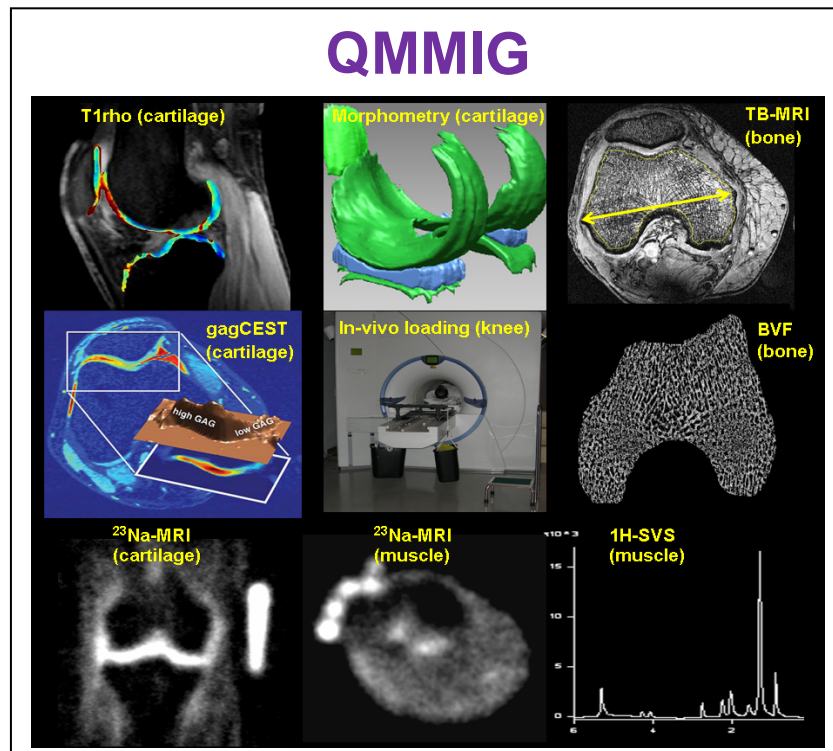 QMMIG
T1rho (cartilage)
Morphometry (cartilage)
TB-MRI
(bone)
gagCEST
(cartilage)
high GAG
low GAG
In-vivo loading (knee)
BVF
(bone)
²³Na-MRI
(cartilage)
²³Na-MRI
(muscle)
1H-SVS
(muscle)
*10^3
15
10
5
0
6
4
2